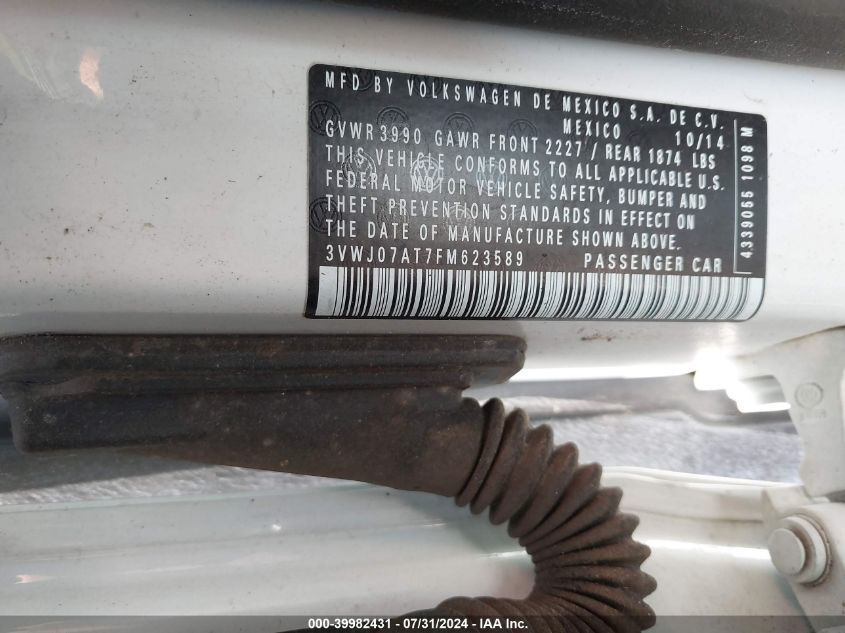 MFD BY VOLKSWAGEN DE MEXICO S.A. DE C.V.
MEXICO 10/14
GVWR 3990 GAWR FRONT 2227 / REAR 1874 LBS
THIS VEHICLE CONFORMS TO ALL APPLICABLE U.S.
FEDERAL MOTOR VEHICLE SAFETY, BUMPER AND
THEFT PREVENTION STANDARDS IN EFFECT ON
THE DATE OF MANUFACTURE SHOWN ABOVE.
3VWJ07AT7FM623589 PASSENGER CAR
4339055 1098 M
000-39982431 - 07/31/2024 - IAA Inc.